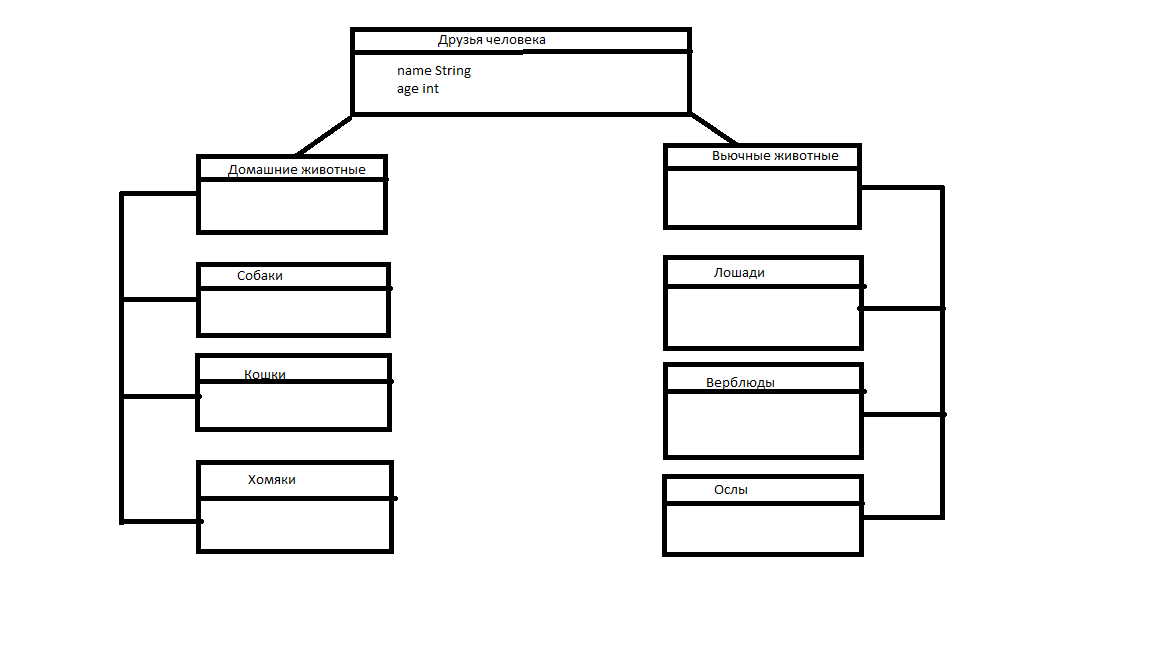 Друзья человека
name String
age int
Домашние животные
Вьючные животные
Собаки
Лошади
Кошки
Верблюды
Хомяки
Ослы